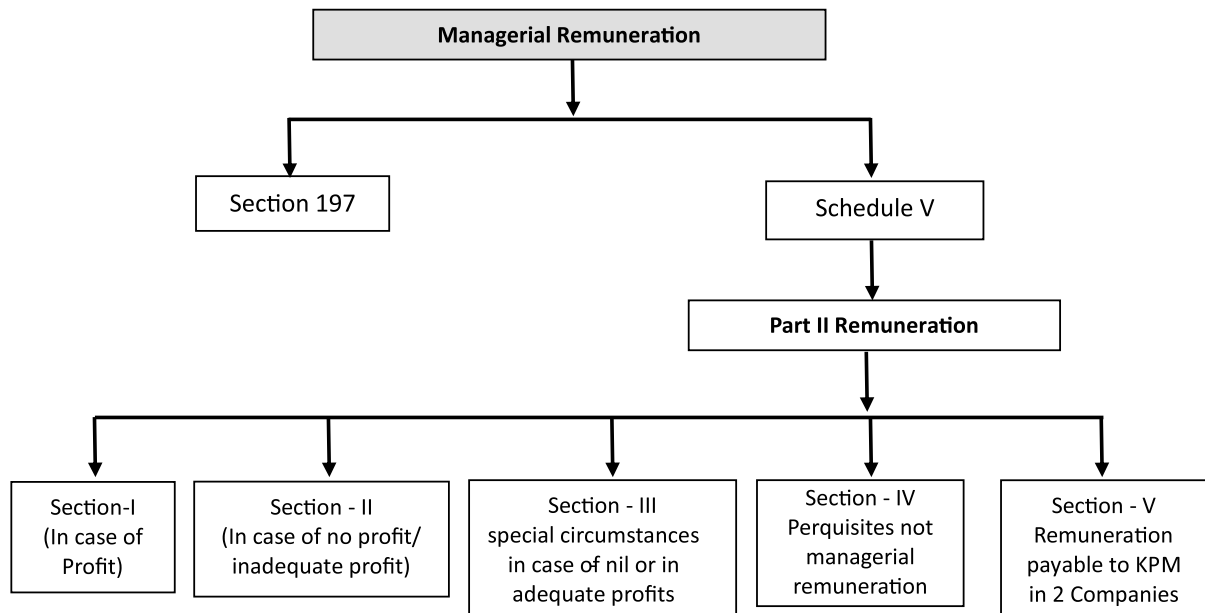 Managerial Remuneration
Section 197
Schedule V
Part II Remuneration
Section-I
(In case of
Profit)
Section - II
(In case of no profit/
inadequate profit)
Section - III
special circumstances
in case of nil or in
adequate profits
Section - IV
Perquisites not
managerial
remuneration
Section - V
Remuneration
payable to KPM
in 2 Companies